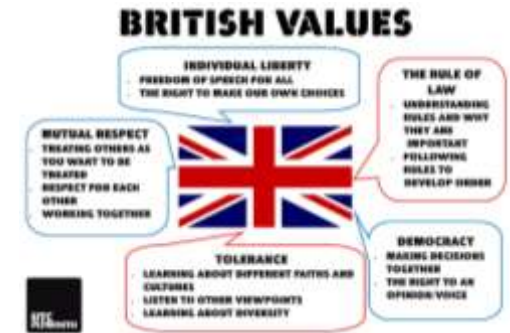 BRITISH VALUES
INDIVIDUAL LIBERTY
FREEDOM OF SPEECH FOR ALL
THE RIGHT TO MAKE OUR OWN CHOICES
THE RULE OF
LAW
UNDERSTANDING
RULES AND WHY
THEY ARE
IMPORTANT
FOLLOWING
RULES TO
DEVELOP ORDER
MUTUAL RESPECT
TREATING OTHERS AS
YOU WANT TO BE
TREATED
RESPECT FOR EACH
OTHER
WORKING TOGETHER
DEMOCRACY
MAKING DECISIONS
TOGETHER
THE RIGHT TO AN
OPINION/VOICE
TOLERANCE
LEARNING ABOUT DIFFERENT FAITHS AND
CULTURES
LISTEN TO OTHER VIEWPOINTS
LEARNING ABOUT DIVERSITY